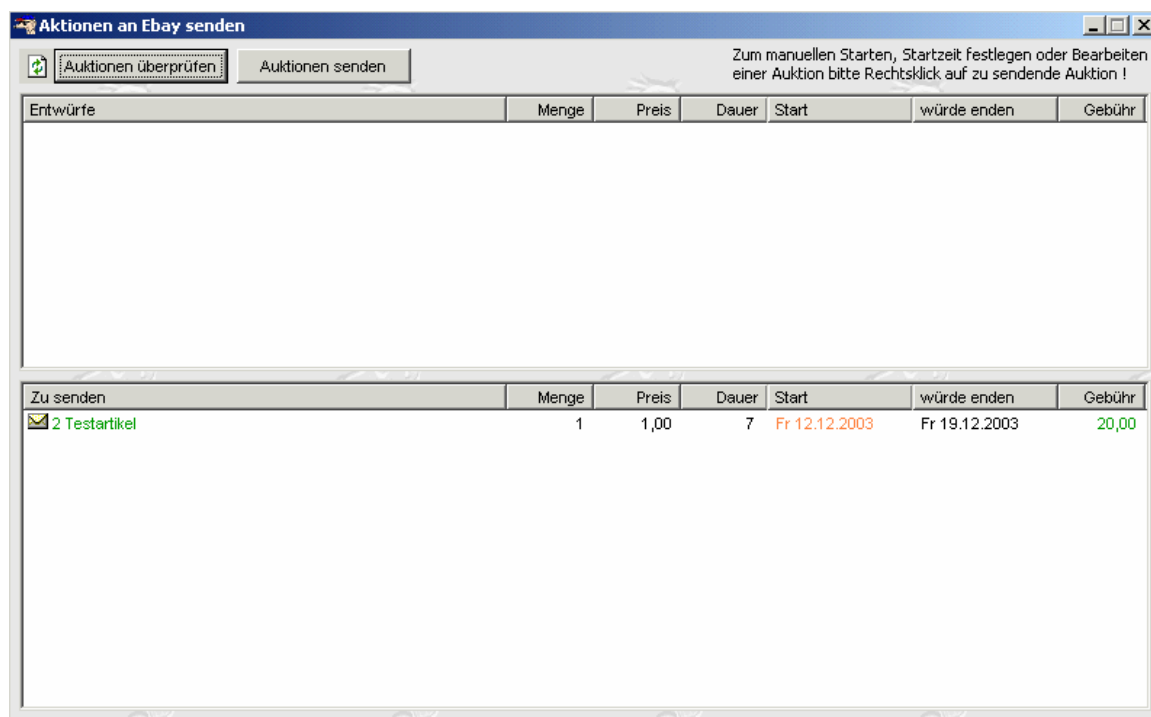 Aktionen an Ebay senden
Auktionen überprüfen Auktionen senden
Zum manuellen Starten, Startzeit festlegen oder Bearbeiten
einer Auktion bitte Rechtsklick auf zu sendende Auktion !
Entwürfe Menge Preis Dauer Start würde enden Gebühr
Zu senden Menge Preis Dauer Start würde enden Gebühr
2 Testartikel 1 1,00 7 Fr 12.12.2003 Fr 19.12.2003 20,00